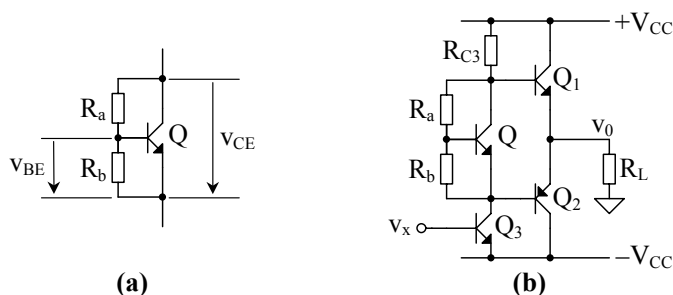 Ra
Q
vCE
vBE
Rb
(a)
+VCC
RC3
Q1
Ra
Q
v0
Rb
RL
Q2
vx
Q3
−VCC
(b)